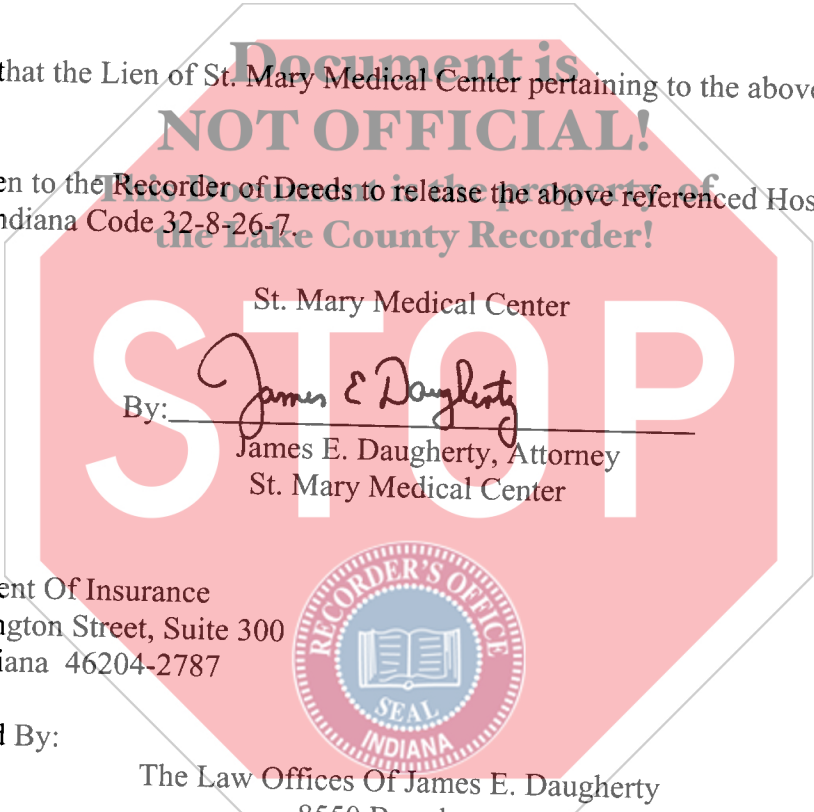 Document is
that the Lien of St. Mary Medical Center pertaining to the above
NOT OFFICIAL!
This Document is the property of
en to the Recorder of Deeds to release the above referenced Hos
ndiana Code 32-8-26-7.
the Lake County Recorder!
St. Mary Medical Center
STOP
By: James E Daugherty
James E. Daugherty, Attorney
St. Mary Medical Center
ent Of Insurance
ngton Street, Suite 300
iana 46204-2787
RECORDER'S OFFICE
SEAL
INDIANA
d By:
The Law Offices Of James E. Daugherty